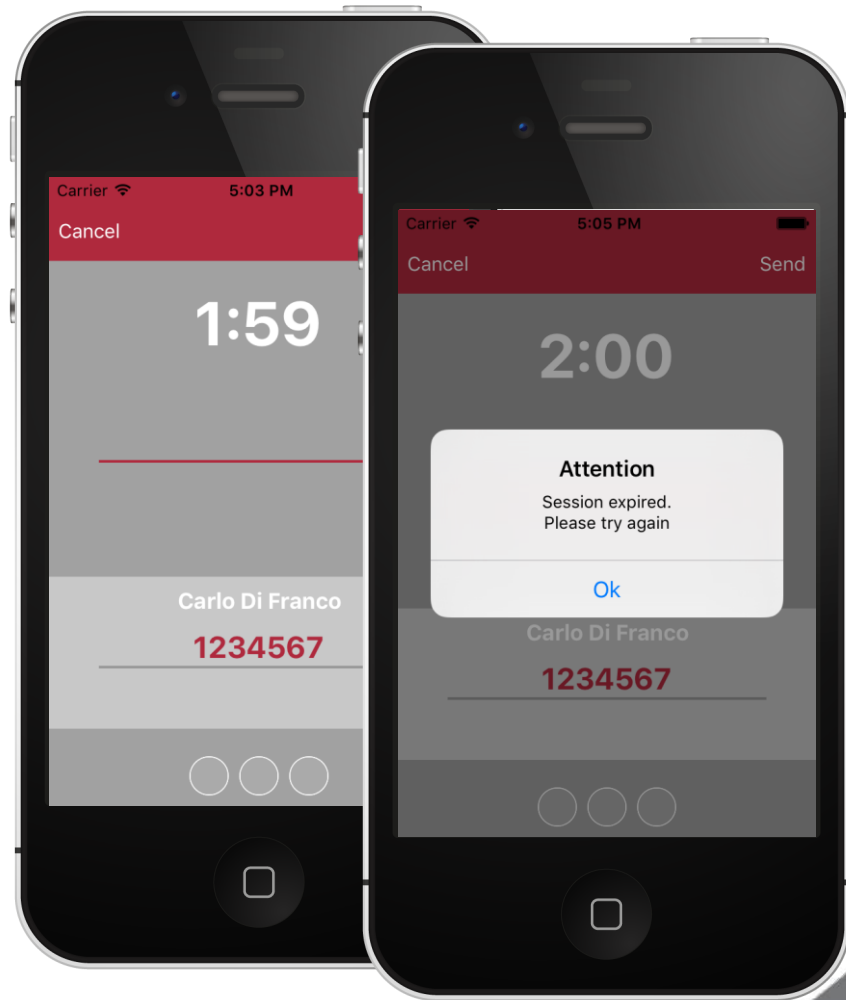 Carrier 5:03 PM
Cancel
1:59
Carlo Di Franco
1234567
Carrier 5:05 PM
Cancel Send
2:00
Attention
Session expired.
Please try again
Ok
Carlo Di Franco
1234567